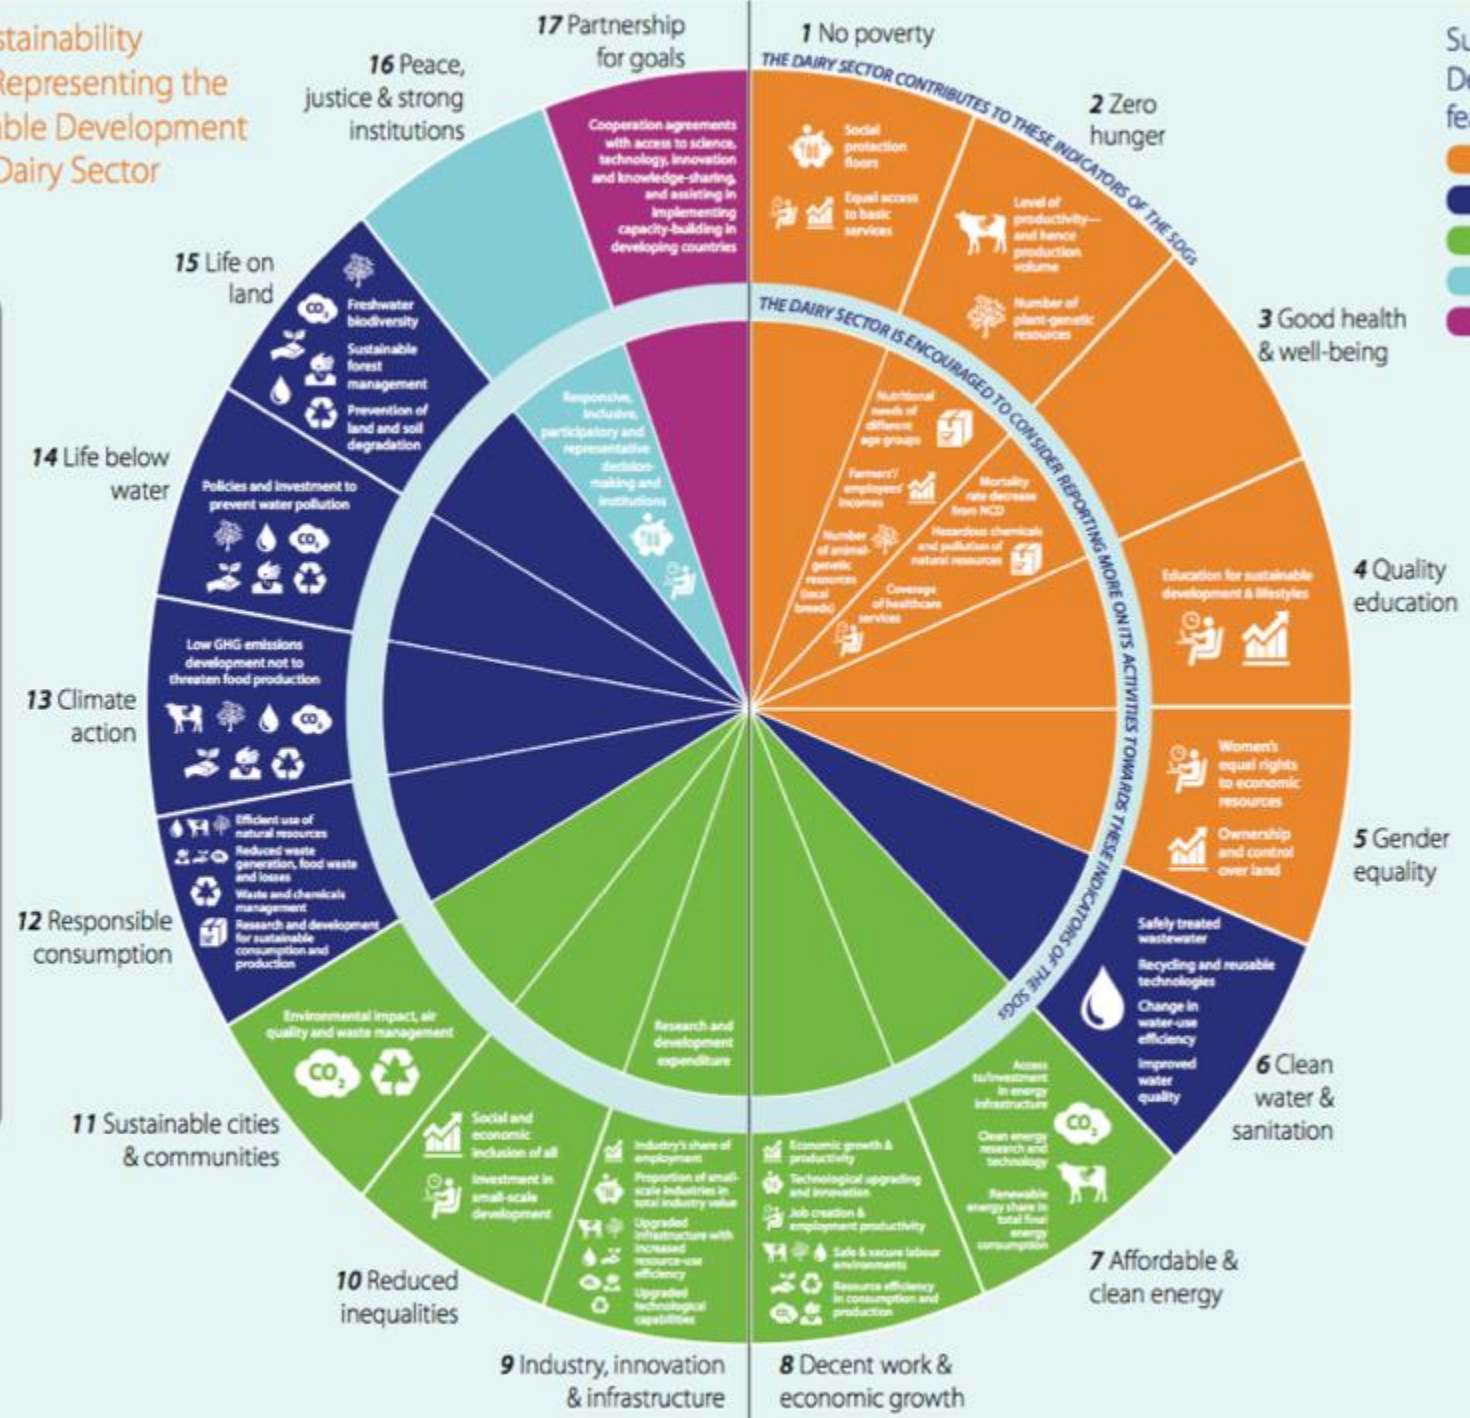 stainability
Representing the
ble Development
Dairy Sector
Su
De
fe
17 Partnership
for goals
1 No poverty
16 Peace,
justice & strong
institutions
2 Zero
hunger
15 Life on
land
3 Good health
& well-being
14 Life below
water
4 Quality
education
13 Climate
action
5 Gender
equality
12 Responsible
consumption
6 Clean
water &
sanitation
11 Sustainable cities
& communities
7 Affordable &
clean energy
10 Reduced
inequalities
9 Industry, innovation
& infrastructure
8 Decent work &
economic growth
THE DAIRY SECTOR CONTRIBUTES TO THESE INDICATORS OF THE SDGs
THE DAIRY SECTOR IS ENCOURAGED TO CONSIDER REPORTING MORE ON ITS ACTIVITIES TOWARDS THESE INDICATORS OF THE SDGs
Cooperation agreements
with access to science,
technology, innovation
and knowledge-sharing,
and assisting in
implementing
capacity-building in
developing countries
Social
protection
floors
Equal access
to basic
services
Level of
productivity—
and hence
production
volume
Number of
plant-genetic
resources
Nutritional
needs of
different
age groups
Farmers'/
employees'
incomes
Number
of animal-
genetic
resources
(local
breeds)
Mortality
rate decrease
from NCD
Hazardous chemicals
and pollution of
natural resources
Coverage
of healthcare
services
Education for sustainable
development & lifestyles
Women's
equal rights
to economic
resources
Ownership
and control
over land
Safely treated
wastewater
Recycling and reusable
technologies
Change in
water-use
efficiency
Improved
water
quality
Access
to/investment
in energy
infrastructure
Clean energy
research and
technology
Renewable
energy share in
total final
energy
consumption
CO2
Economic growth &
productivity
Technological upgrading
and innovation
Job creation &
employment productivity
Safe & secure labour
environments
Resource efficiency
in consumption and
production
Research and
development
expenditure
Industry's share of
employment
Proportion of small-
scale industries in
total industry value
Upgraded
infrastructure with
increased
resource-use
efficiency
Upgraded
technological
capabilities
Social and
economic
inclusion of all
Investment in
small-scale
development
Environmental impact, air
quality and waste management
CO2
Efficient use of
natural resources
Reduced waste
generation, food waste
and losses
Waste and chemicals
management
Research and development
for sustainable
consumption and
production
Low GHG emissions
development not to
threaten food production
CO2
Policies and investment to
prevent water pollution
CO2
CO2
Freshwater
biodiversity
Sustainable
forest
management
Prevention of
land and soil
degradation
Responsive,
inclusive,
participatory and
representative
decision-
making and
institutions